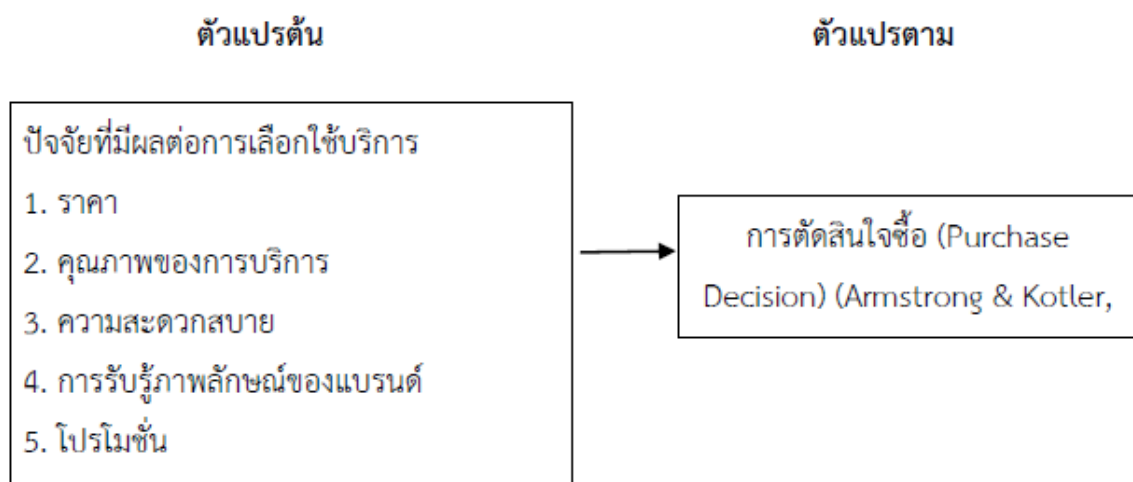 ตัวแปรต้น
ตัวแปรตาม
ปัจจัยที่มีผลต่อการเลือกใช้บริการ
1. ราคา
2. คุณภาพของการบริการ
3. ความสะดวกสบาย
4. การรับรู้ภาพลักษณ์ของแบรนด์
5. โปรโมชั่น
การตัดสินใจซื้อ (Purchase
Decision) (Armstrong & Kotler,